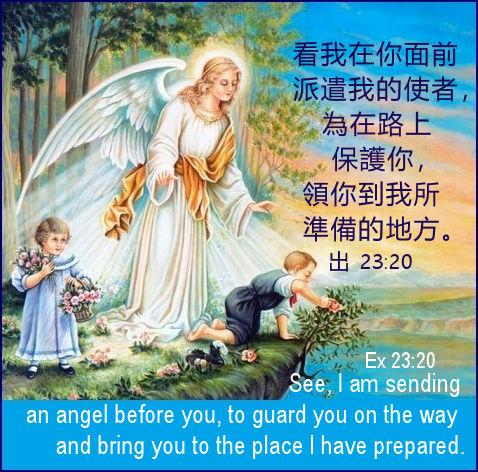 看我在你面前
派遣我的使者，
為在路上
保護你，
領你到我所
準備的地方。
出 23:20
Ex 23:20
See, I am sending
an angel before you, to guard you on the way
and bring you to the place I have prepared.